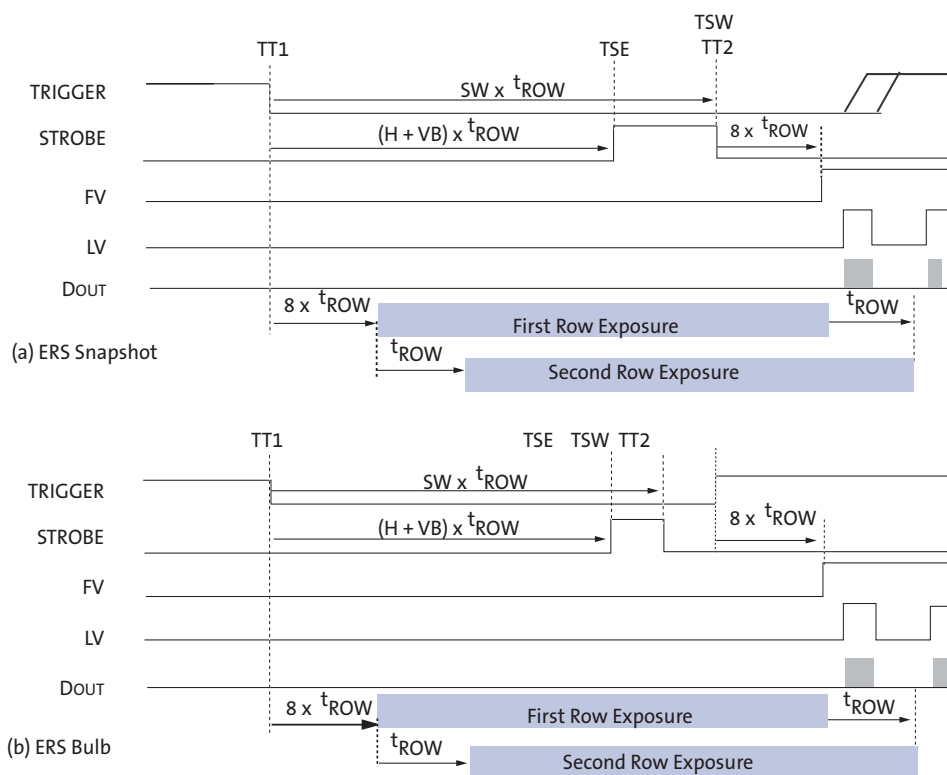 TSW
TT1 TSE TT2
TRIGGER
SW x tROW
STROBE
(H + VB) x tROW
8 x tROW
FV
LV
DOUT
8 x tROW
First Row Exposure
tROW
(a) ERS Snapshot
tROW
Second Row Exposure
TT1 TSE TSW TT2
TRIGGER
SW x tROW
STROBE
(H + VB) x tROW
8 x tROW
FV
LV
DOUT
8 x tROW
First Row Exposure
tROW
(b) ERS Bulb
tROW
Second Row Exposure